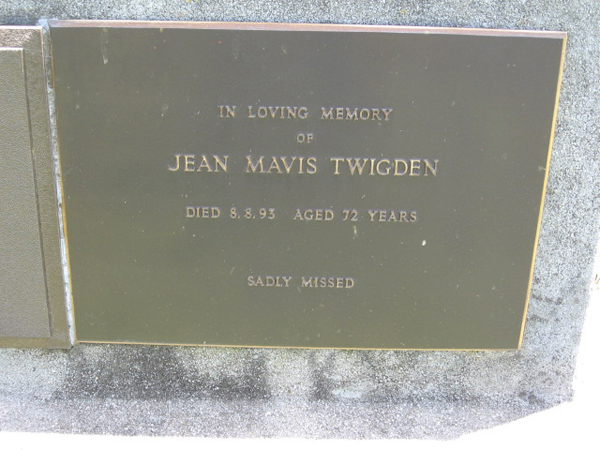 IN LOVING MEMORY
OF
JEAN MAVIS TWIGDEN
DIED 8.8.93 AGED 72 YEARS
SADLY MISSED